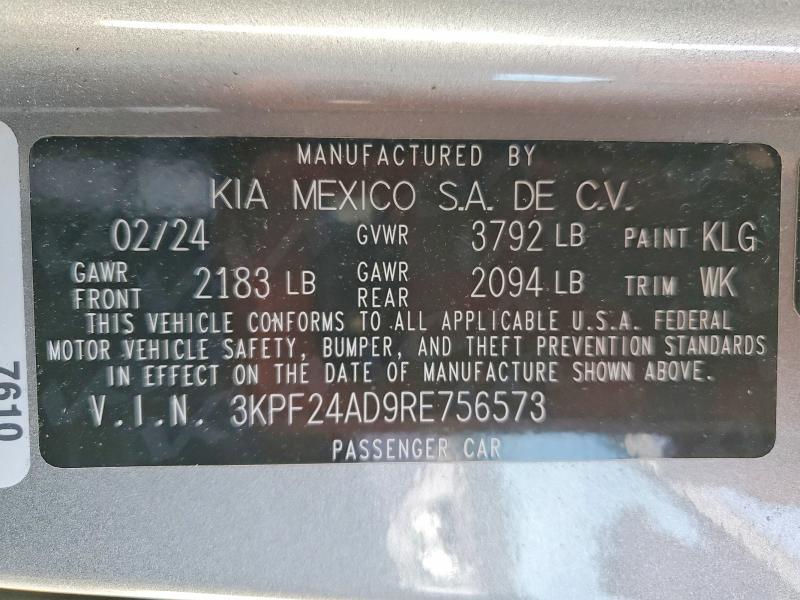 MANUFACTURED BY
KIA MEXICO S.A. DE C.V.
02/24 GVWR 3792 LB PAINT KLG
GAWR FRONT 2183 LB GAWR REAR 2094 LB TRIM WK
THIS VEHICLE CONFORMS TO ALL APPLICABLE U.S.A. FEDERAL
MOTOR VEHICLE SAFETY, BUMPER, AND THEFT PREVENTION STANDARDS
IN EFFECT ON THE DATE OF MANUFACTURE SHOWN ABOVE.
V.I.N. 3KPF24AD9RE756573
PASSENGER CAR
7610